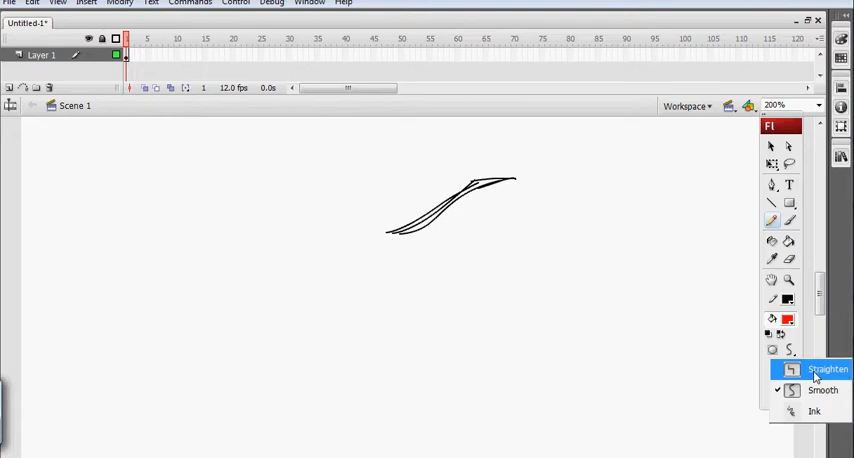 File Edit View Insert Modify Text Commands Control Debug Window Help
Untitled-1*
5 10 15 20 25 30 35 40 45 50 55 60 65 70 75 80 85 90 95 100 105 110 115 120
Layer 1
1 12.0 fps 0.0s
Scene 1 Workspace 200%
Fl
T
Straighten
Smooth
Ink